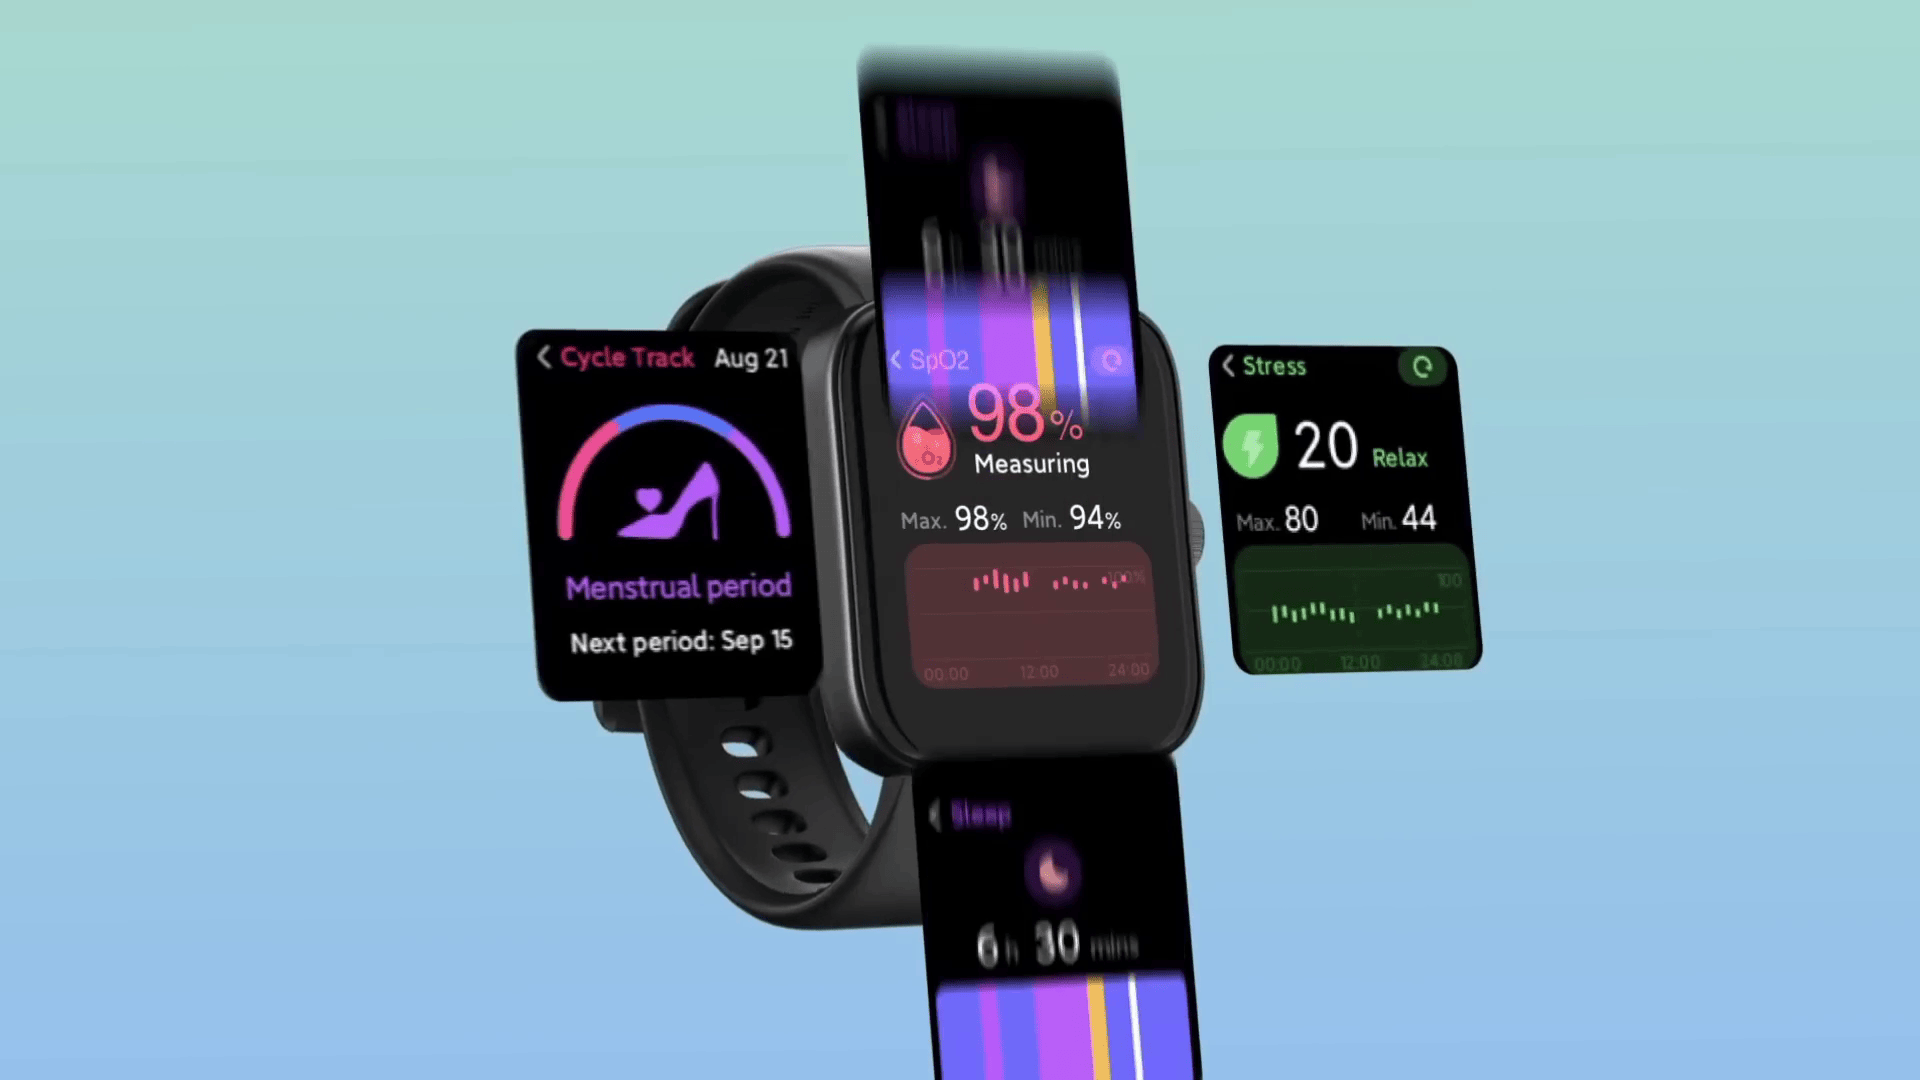 Cycle Track Aug 21
Menstrual period
Next period: Sep 15
SpO2
98%
O2
Measuring
Max. 98% Min. 94%
100%
00:00 12:00 24:00
Stress
20 Relax
Max. 80 Min. 44
100
00:00 12:00 24:00
Sleep
6 h 30 mins